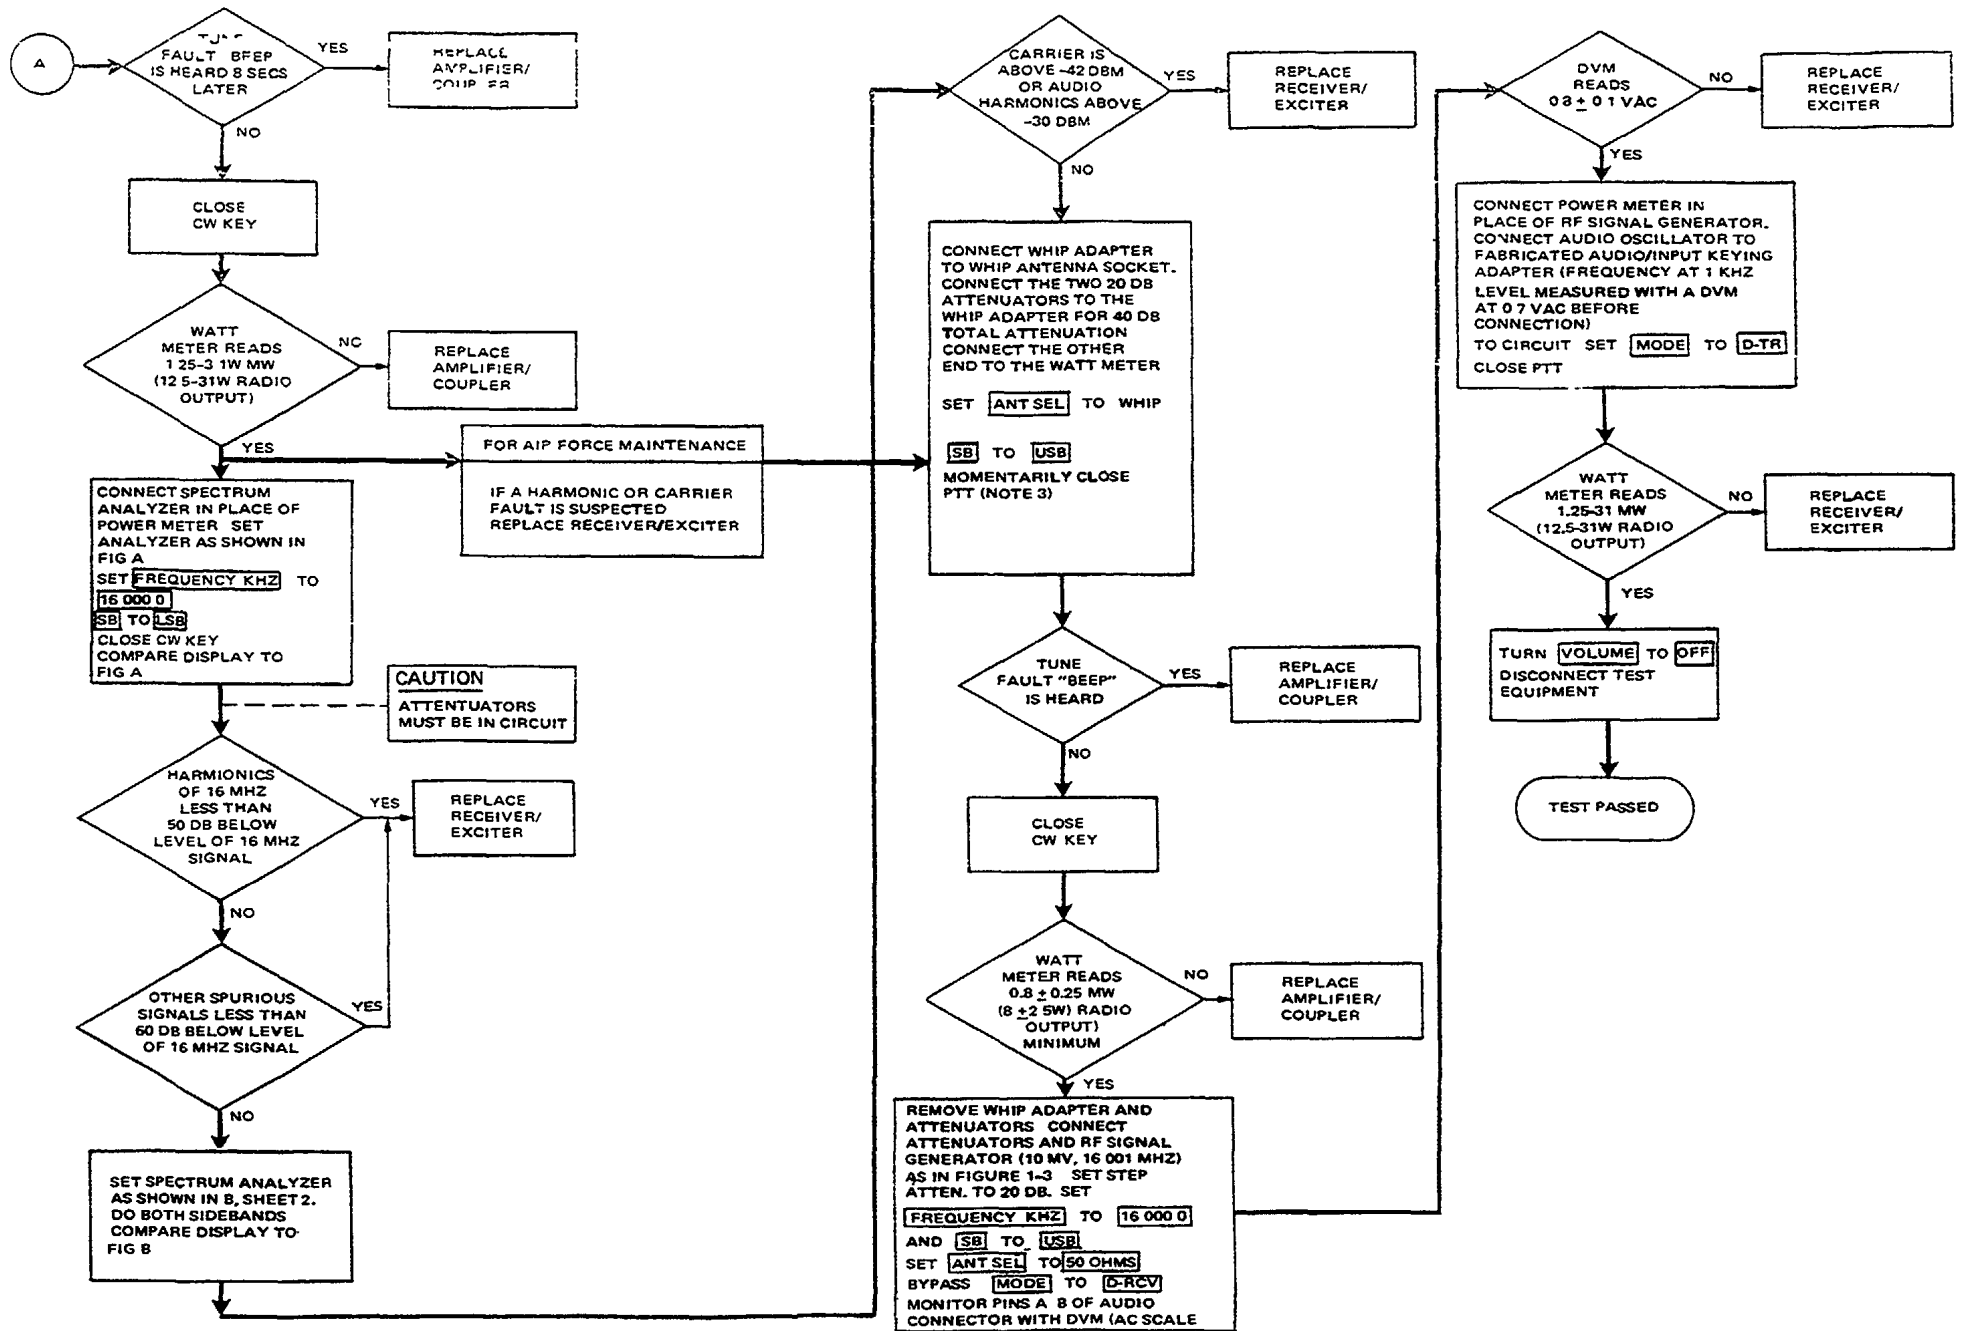 A
FAULT BEEP
IS HEARD 8 SECS
LATER
YES
REPLACE
AMPLIFIER/
COUPLER
NO
CLOSE
CW KEY
WATT
METER READS
1 25-3 1W MW
(12 5-31W RADIO
OUTPUT)
NC
REPLACE
AMPLIFIER/
COUPLER
YES
FOR AIP FORCE MAINTENANCE
IF A HARMONIC OR CARRIER
FAULT IS SUSPECTED
REPLACE RECEIVER/EXCITER
CONNECT SPECTRUM
ANALYZER IN PLACE OF
POWER METER SET
ANALYZER AS SHOWN IN
FIG A
SET FREQUENCY KHZ TO
16 000 0
SB TO LSB
CLOSE CW KEY
COMPARE DISPLAY TO
FIG A
CAUTION
ATTENTUATORS
MUST BE IN CIRCUIT
HARMIONICS
OF 16 MHZ
LESS THAN
50 DB BELOW
LEVEL OF 16 MHZ
SIGNAL
YES
REPLACE
RECEIVER/
EXCITER
NO
OTHER SPURIOUS
SIGNALS LESS THAN
60 DB BELOW LEVEL
OF 16 MHZ SIGNAL
YES
NO
SET SPECTRUM ANALYZER
AS SHOWN IN B, SHEET 2.
DO BOTH SIDEBANDS
COMPARE DISPLAY TO
FIG B
CARRIER IS
ABOVE -42 DBM
OR AUDIO
HARMONICS ABOVE
-30 DBM
YES
REPLACE
RECEIVER/
EXCITER
NO
CONNECT WHIP ADAPTER
TO WHIP ANTENNA SOCKET.
CONNECT THE TWO 20 DB
ATTENUATORS TO THE
WHIP ADAPTER FOR 40 DB
TOTAL ATTENUATION
CONNECT THE OTHER
END TO THE WATT METER
SET ANT SEL TO WHIP
SB TO USB
MOMENTARILY CLOSE
PTT (NOTE 3)
TUNE
FAULT "BEEP"
IS HEARD
YES
REPLACE
AMPLIFIER/
COUPLER
NO
CLOSE
CW KEY
WATT
METER READS
0.8 ± 0.25 MW
(8 ±2 5W) RADIO
OUTPUT)
MINIMUM
NO
REPLACE
AMPLIFIER/
COUPLER
YES
REMOVE WHIP ADAPTER AND
ATTENUATORS CONNECT
ATTENUATORS AND RF SIGNAL
GENERATOR (10 MV, 16 001 MHZ)
AS IN FIGURE 1-3 SET STEP
ATTEN. TO 20 DB. SET
FREQUENCY KHZ TO 16 000 0
AND SB TO USB
SET ANT SEL TO 50 OHMS
BYPASS MODE TO D-RCV
MONITOR PINS A B OF AUDIO
CONNECTOR WITH DVM (AC SCALE
DVM
READS
0 3 ± 0 1 VAC
NO
REPLACE
RECEIVER/
EXCITER
YES
CONNECT POWER METER IN
PLACE OF RF SIGNAL GENERATOR.
CONNECT AUDIO OSCILLATOR TO
FABRICATED AUDIO/INPUT KEYING
ADAPTER (FREQUENCY AT 1 KHZ
LEVEL MEASURED WITH A DVM
AT 0 7 VAC BEFORE
CONNECTION)
TO CIRCUIT SET MODE TO D-TR
CLOSE PTT
WATT
METER READS
1.25-31 MW
(12.5-31W RADIO
OUTPUT)
NO
REPLACE
RECEIVER/
EXCITER
YES
TURN VOLUME TO OFF
DISCONNECT TEST
EQUIPMENT
TEST PASSED